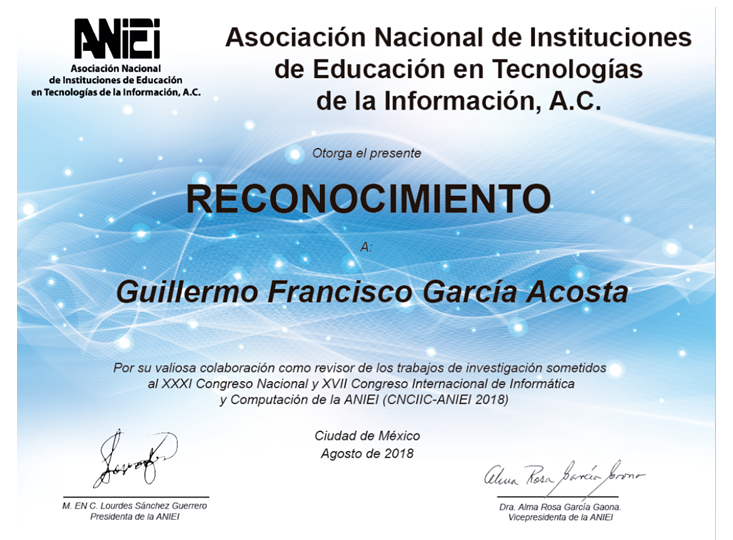 ANIEI
Asociación Nacional
de Instituciones de Educación
en Tecnologías de la Información, A.C.
Asociación Nacional de Instituciones
de Educación en Tecnologías
de la Información, A.C.
Otorga el presente
RECONOCIMIENTO
A:
Guillermo Francisco García Acosta
Por su valiosa colaboración como revisor de los trabajos de investigación sometidos
al XXXI Congreso Nacional y XVII Congreso Internacional de Informática
y Computación de la ANIEI (CNCIIC-ANIEI 2018)
Ciudad de México
Agosto de 2018
Alma Rosa García Gaona
M. EN C. Lourdes Sánchez Guerrero
Presidenta de la ANIEI
Dra. Alma Rosa García Gaona.
Vicepresidenta de la ANIEI